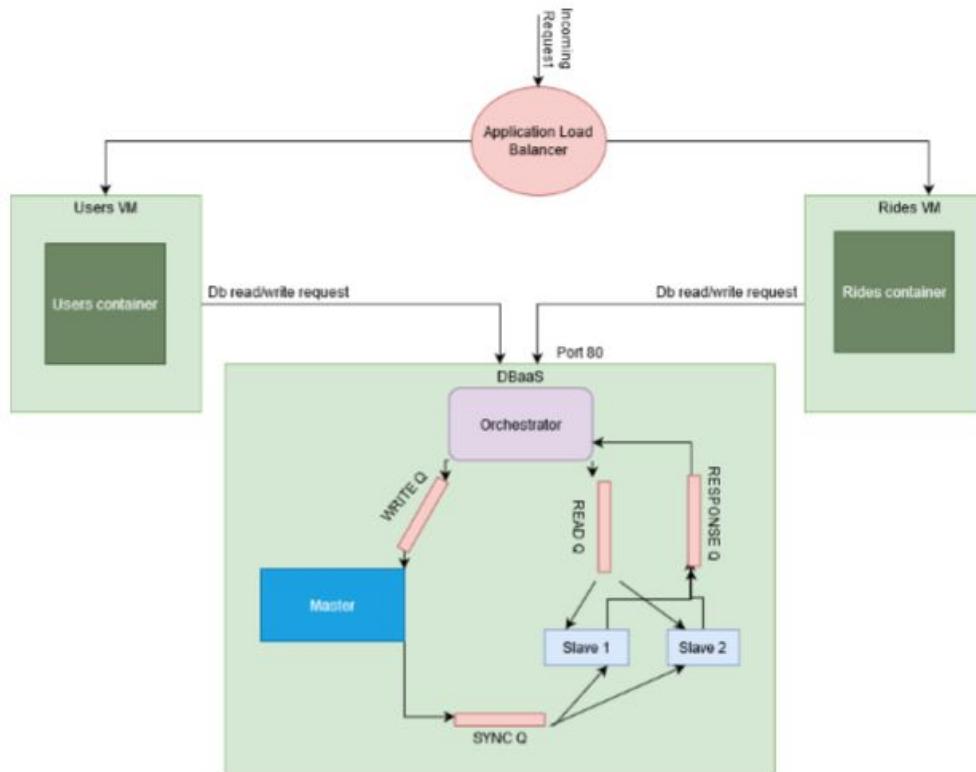 Incoming
Request
Application Load
Balancer
Users VM
Rides VM
Users container
Rides container
Db read/write request
Db read/write request
Port 80
DBaaS
Orchestrator
WRITE Q
READ Q
RESPONSE Q
Master
Slave 1
Slave 2
SYNC Q